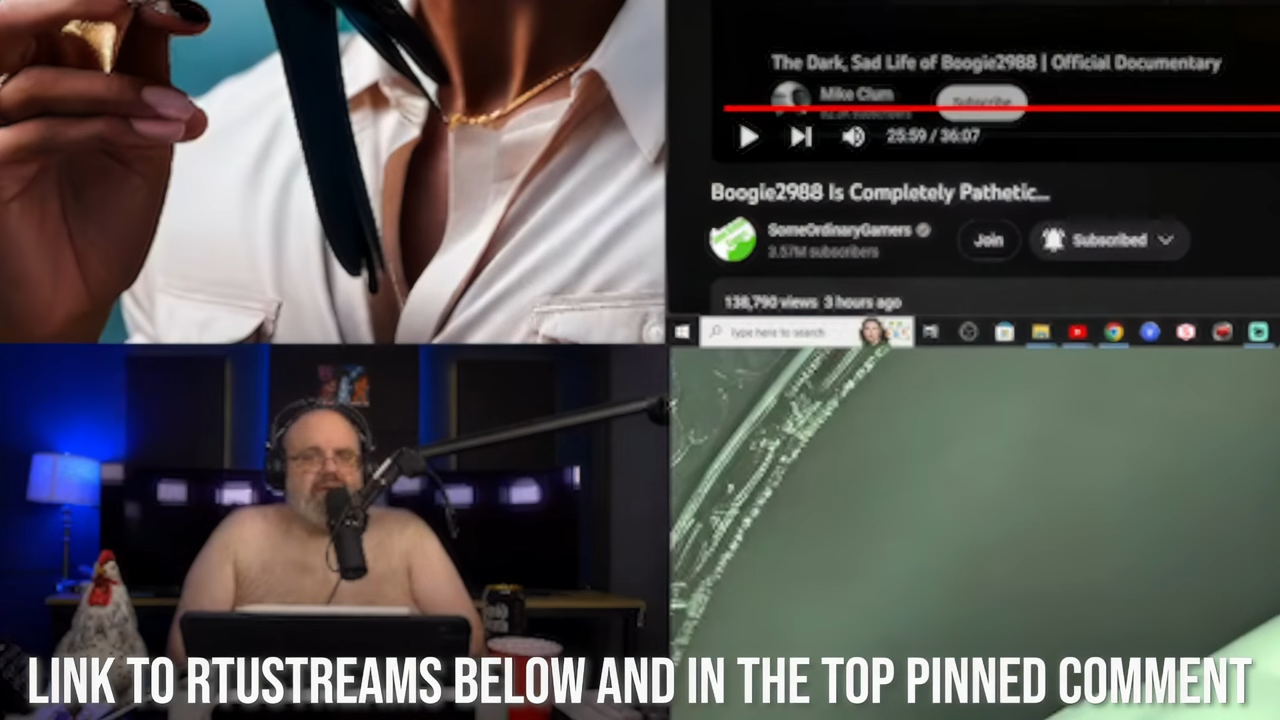 The Dark, Sad Life of Boogie2988 | Official Documentary
Mike Clum
Subscribe
25:59 / 36:07
Boogie2988 Is Completely Pathetic...
SomeOrdinaryGamers
3.57M subscribers
Join
Subscribed
138,790 views 3 hours ago
Type here to search
LINK TO RTUSTREAMS BELOW AND IN THE TOP PINNED COMMENT